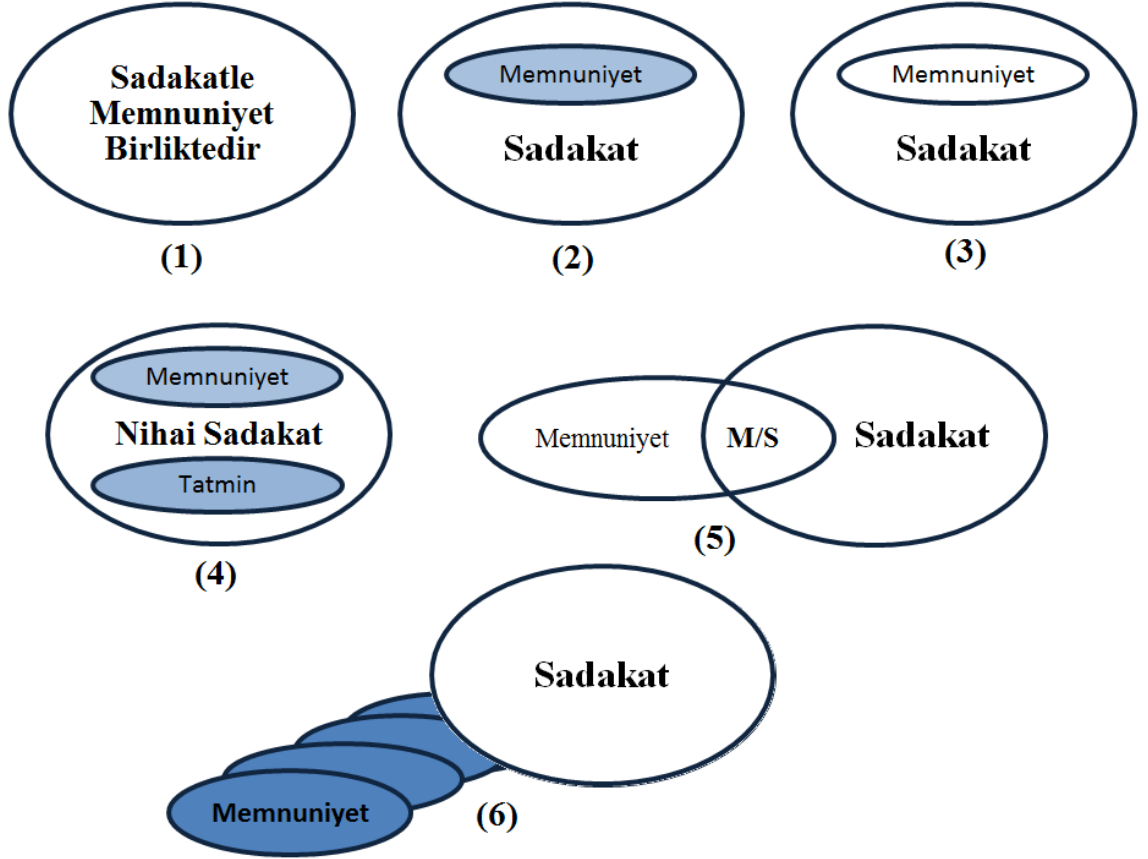 Sadakatle
Memnuniyet
Birliktedir
(1)
Memnuniyet
Sadakat
(2)
Memnuniyet
Sadakat
(3)
Memnuniyet
Nihai Sadakat
Tatmin
(4)
Memnuniyet
M/S
Sadakat
(5)
Sadakat
Memnuniyet
(6)